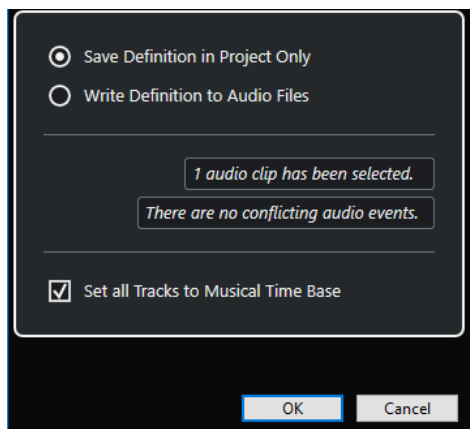 Save Definition in Project Only
Write Definition to Audio Files
1 audio clip has been selected.
There are no conflicting audio events.
Set all Tracks to Musical Time Base
OK Cancel